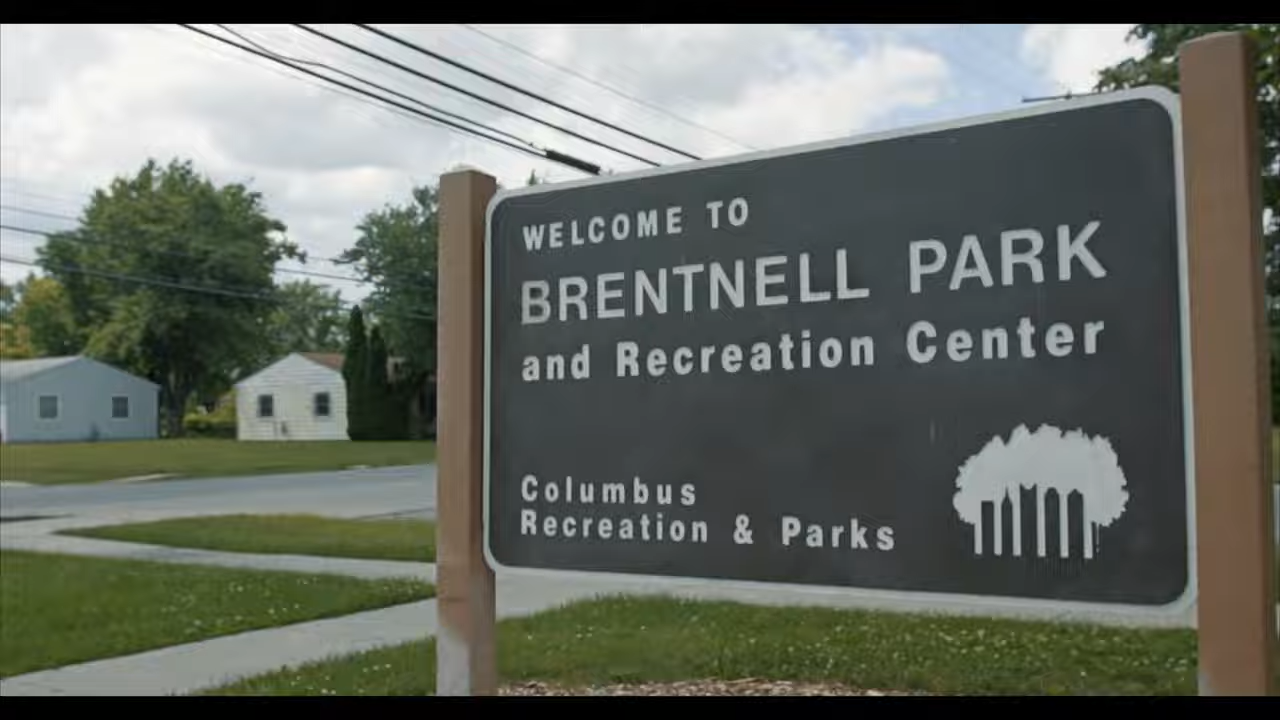 WELCOME TO
BRENTNELL PARK
and Recreation Center
Columbus
Recreation & Parks